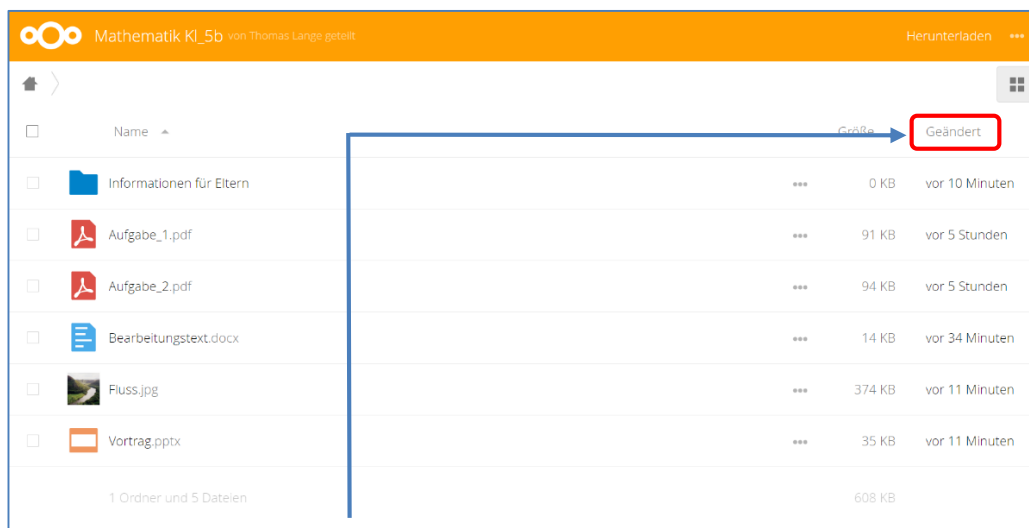 Mathematik Kl_5b von Thomas Lange geteilt Herunterladen
Name Größe Geändert
Informationen für Eltern 0 KB vor 10 Minuten
Aufgabe_1.pdf 91 KB vor 5 Stunden
Aufgabe_2.pdf 94 KB vor 5 Stunden
Bearbeitungstext.docx 14 KB vor 34 Minuten
Fluss.jpg 374 KB vor 11 Minuten
Vortrag.pptx 35 KB vor 11 Minuten
1 Ordner und 5 Dateien 608 KB